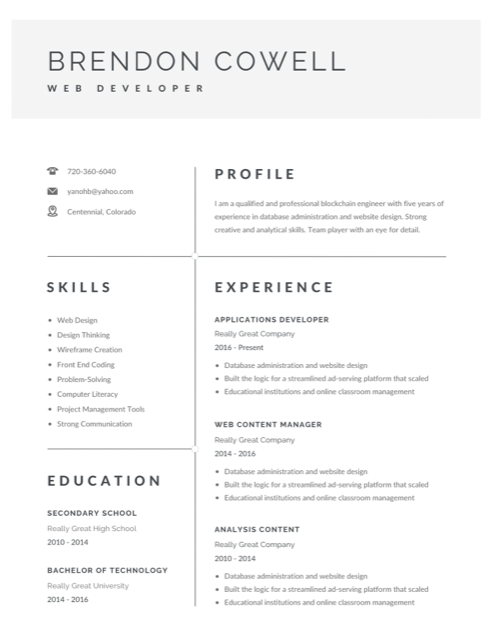 BRENDON COWELL
WEB DEVELOPER
720-360-6040
yanohb@yahoo.com
Centennial, Colorado
PROFILE
I am a qualified and professional blockchain engineer with five years of
experience in database administration and website design. Strong
creative and analytical skills. Team player with an eye for detail.
SKILLS
• Web Design
• Design Thinking
• Wireframe Creation
• Front End Coding
• Problem-Solving
• Computer Literacy
• Project Management Tools
• Strong Communication
EDUCATION
SECONDARY SCHOOL
Really Great High School
2010 - 2014
BACHELOR OF TECHNOLOGY
Really Great University
2014 - 2016
EXPERIENCE
APPLICATIONS DEVELOPER
Really Great Company
2016 - Present
• Database administration and website design
• Built the logic for a streamlined ad-serving platform that scaled
• Educational institutions and online classroom management
WEB CONTENT MANAGER
Really Great Company
2014 - 2016
• Database administration and website design
• Built the logic for a streamlined ad-serving platform that scaled
• Educational institutions and online classroom management
ANALYSIS CONTENT
Really Great Company
2010 - 2014
• Database administration and website design
• Built the logic for a streamlined ad-serving platform that scaled
• Educational institutions and online classroom management